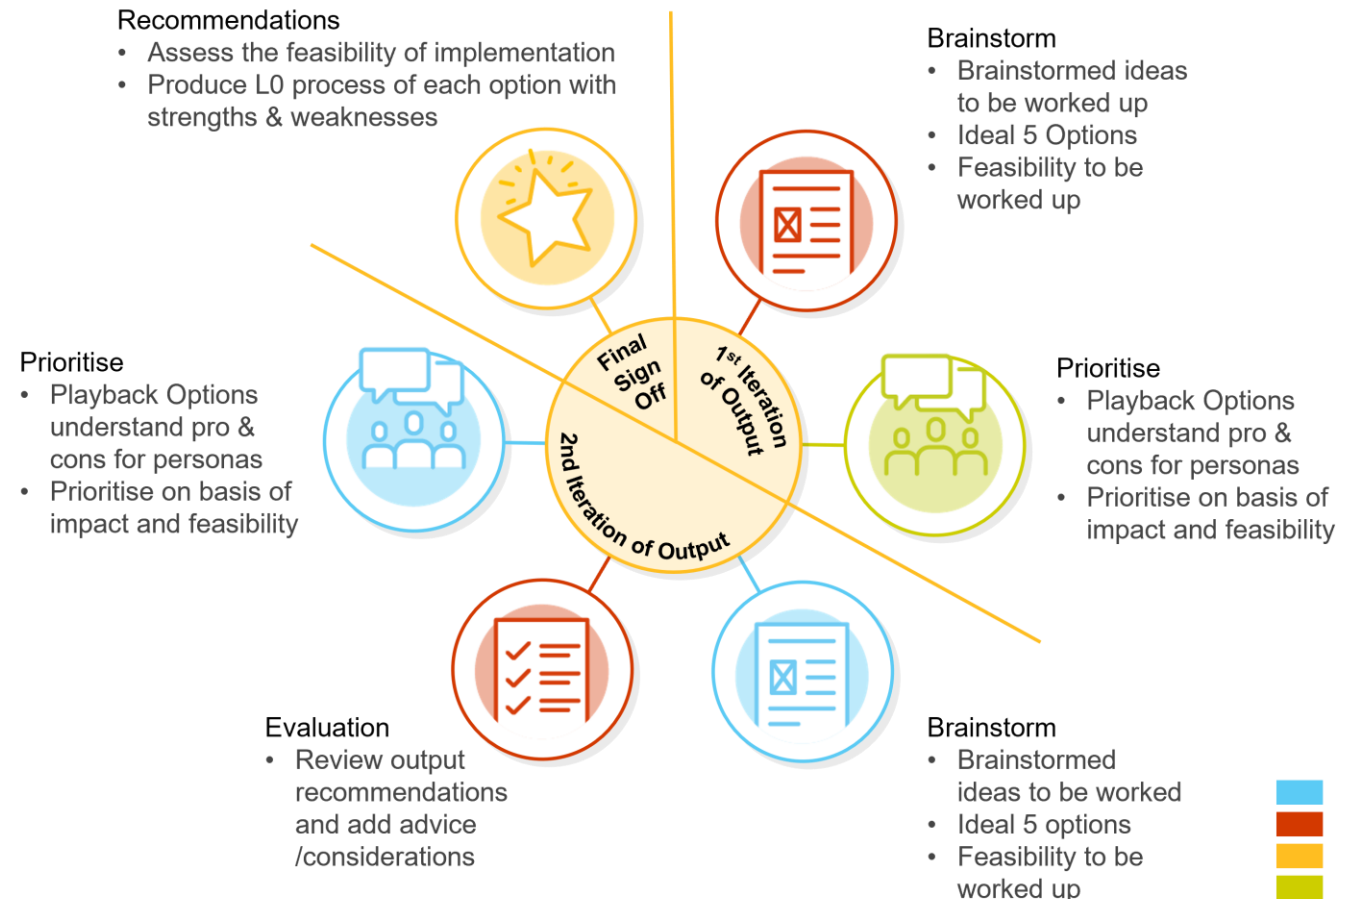 Recommendations
• Assess the feasibility of implementation
• Produce L0 process of each option with
strengths & weaknesses
Brainstorm
• Brainstormed ideas
to be worked up
• Ideal 5 Options
• Feasibility to be
worked up
Final
Sign
Off
1st Iteration
of Output
2nd Iteration of Output
Prioritise
• Playback Options
understand pro &
cons for personas
• Prioritise on basis of
impact and feasibility
Prioritise
• Playback Options
understand pro &
cons for personas
• Prioritise on basis of
impact and feasibility
Evaluation
• Review output
recommendations
and add advice
/considerations
Brainstorm
• Brainstormed
ideas to be worked
• Ideal 5 options
• Feasibility to be
worked up